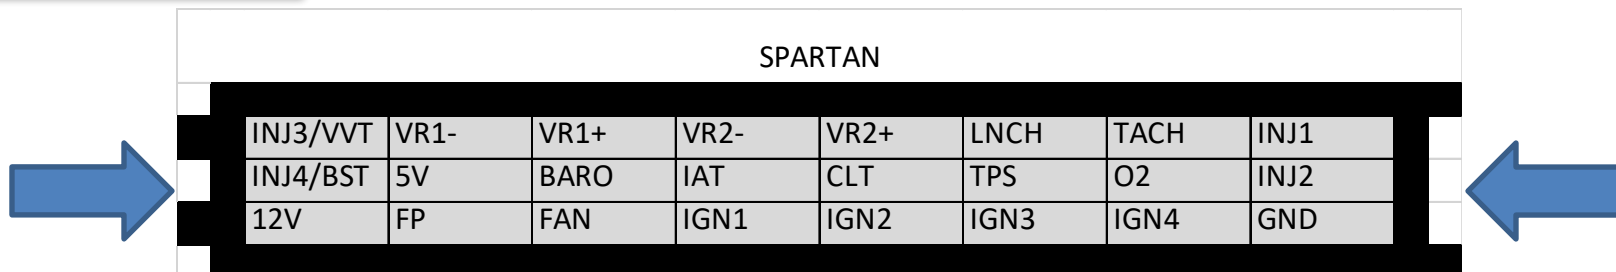 SPARTAN
INJ3/VVT VR1- VR1+ VR2- VR2+ LNCH TACH INJ1
INJ4/BST 5V BARO IAT CLT TPS O2 INJ2
12V FP FAN IGN1 IGN2 IGN3 IGN4 GND